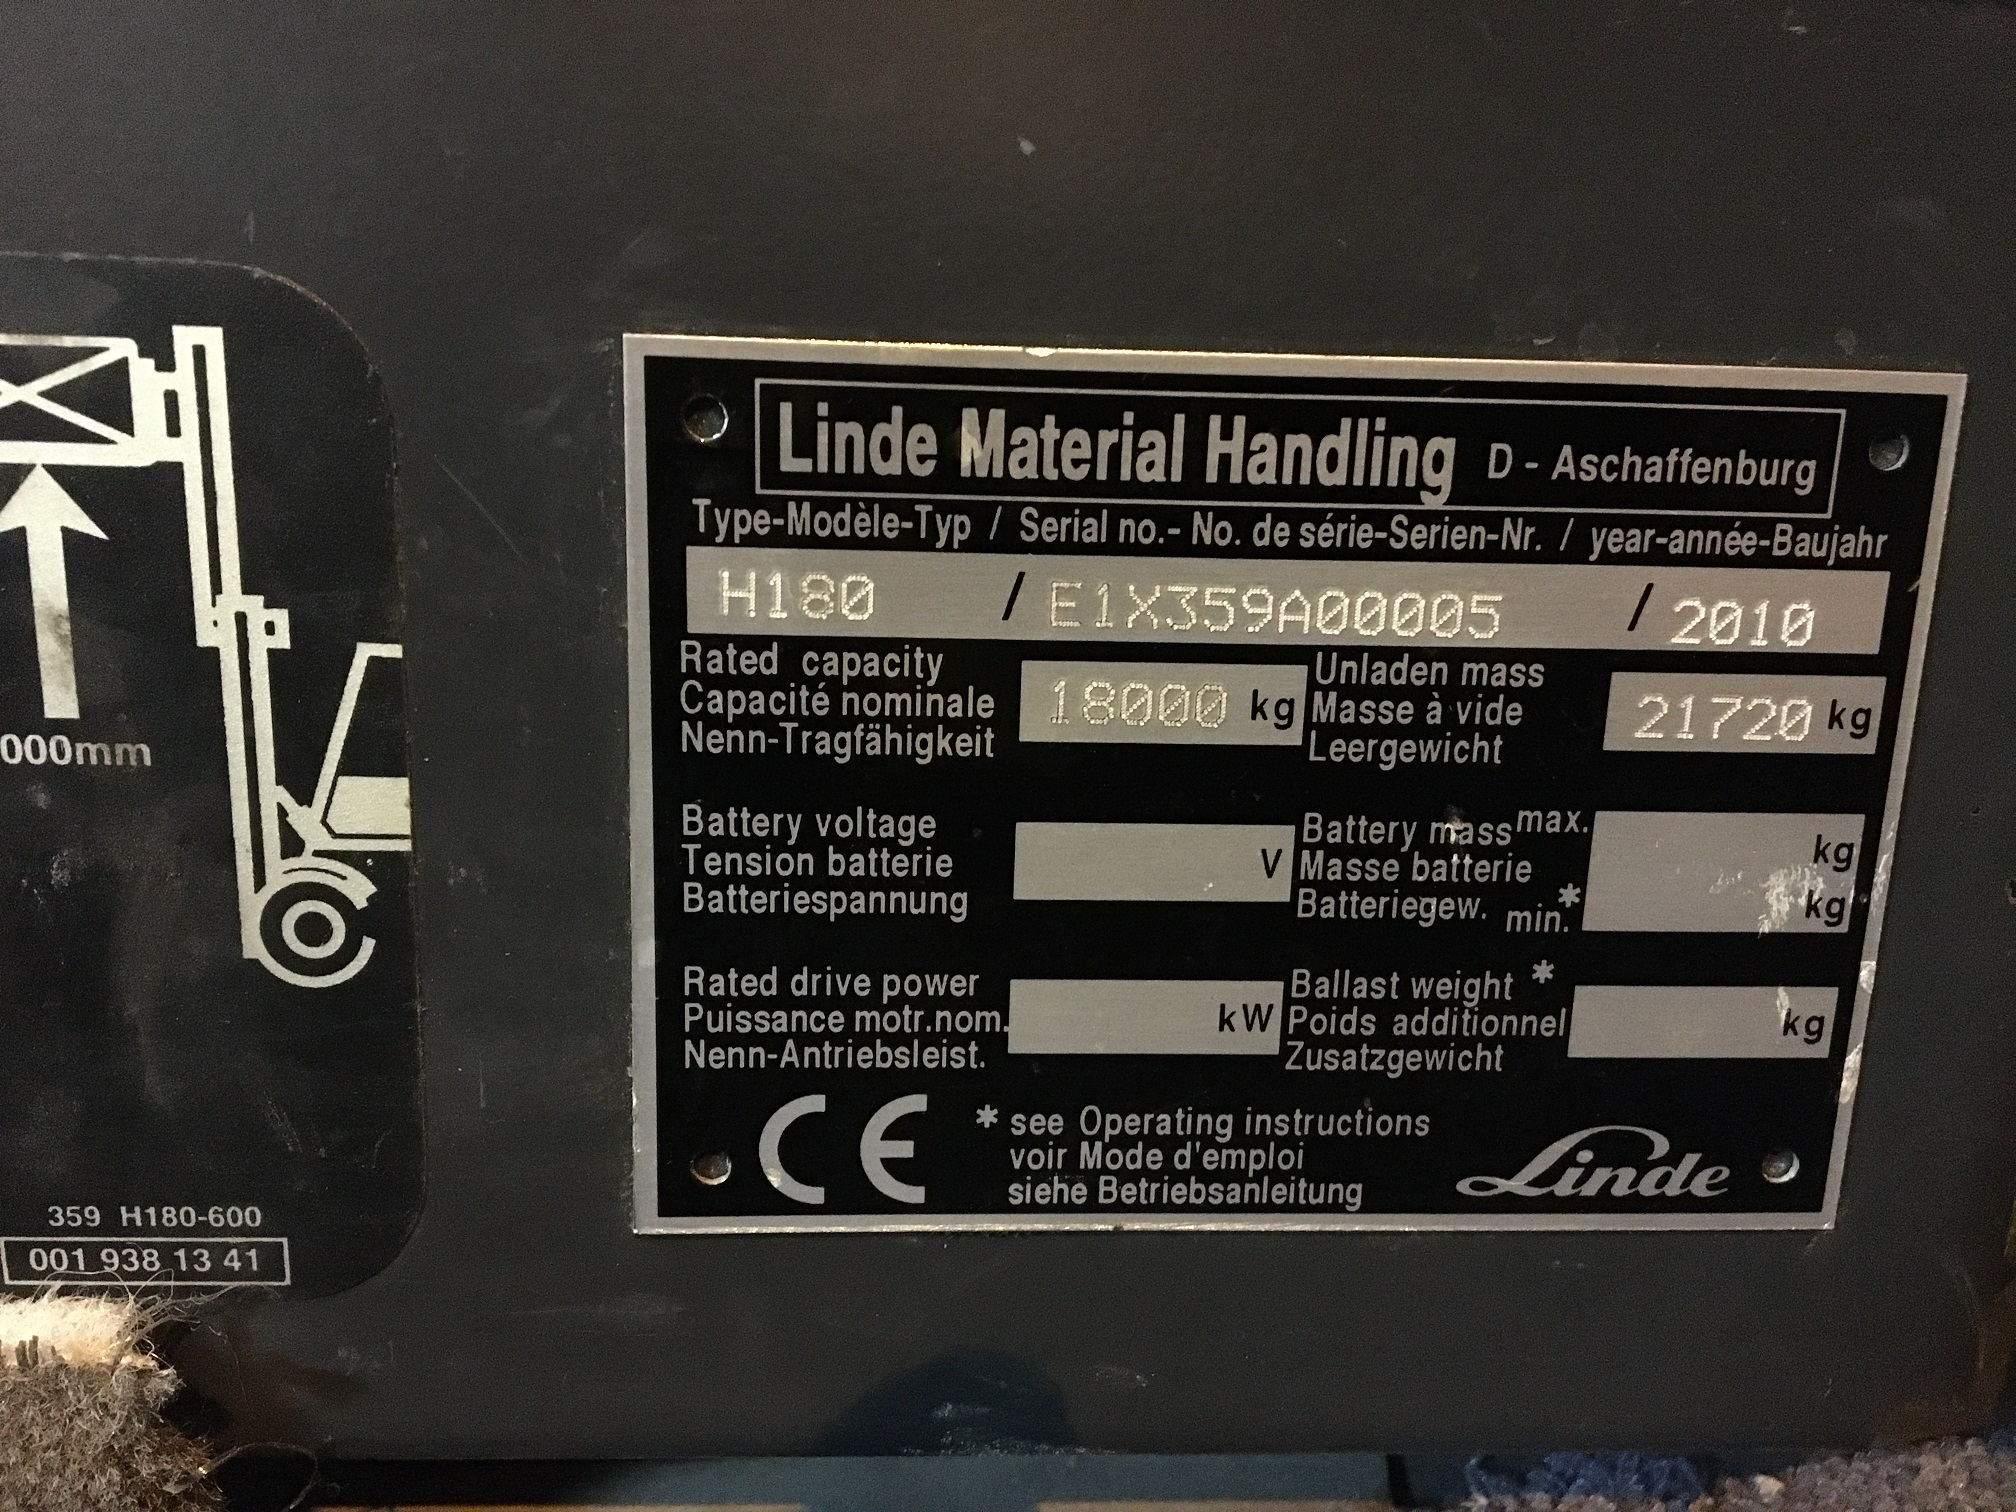 Linde Material Handling D - Aschaffenburg
Type-Modèle-Typ / Serial no.- No. de série-Serien-Nr. / year-année-Baujahr
H180 / E1X359A00005 / 2010
Rated capacity
Capacité nominale
Nenn-Tragfähigkeit
18000 kg
Unladen mass
Masse à vide
Leergewicht
21720 kg
Battery voltage
Tension batterie
Batteriespannung
V
Battery mass max.
Masse batterie
Batteriegew. min.*
kg
kg
Rated drive power
Puissance motr.nom.
Nenn-Antriebsleist.
kW
Ballast weight *
Poids additionnel
Zusatzgewicht
kg
CE
* see Operating instructions
voir Mode d'emploi
siehe Betriebsanleitung
Linde
000mm
359 H180-600
001 938 13 41